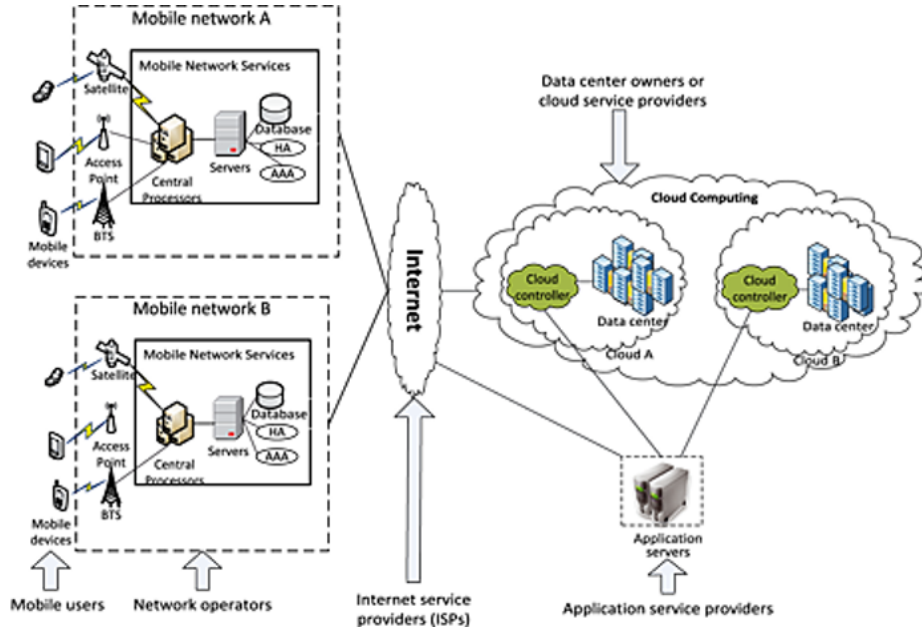 Mobile network A
Mobile Network Services
Satellite
Database
HA
AAA
Access
Point
Servers
Central
Processors
BTS
Mobile
devices
Mobile network B
Mobile Network Services
Satellite
Database
HA
AAA
Access
Point
Servers
Central
Processors
BTS
Mobile
devices
Mobile users
Network operators
Internet
Internet service
providers (ISPs)
Data center owners or
cloud service providers
Cloud Computing
Cloud
controller
Data center
Cloud A
Cloud
controller
Data center
Cloud B
Application
servers
Application service providers